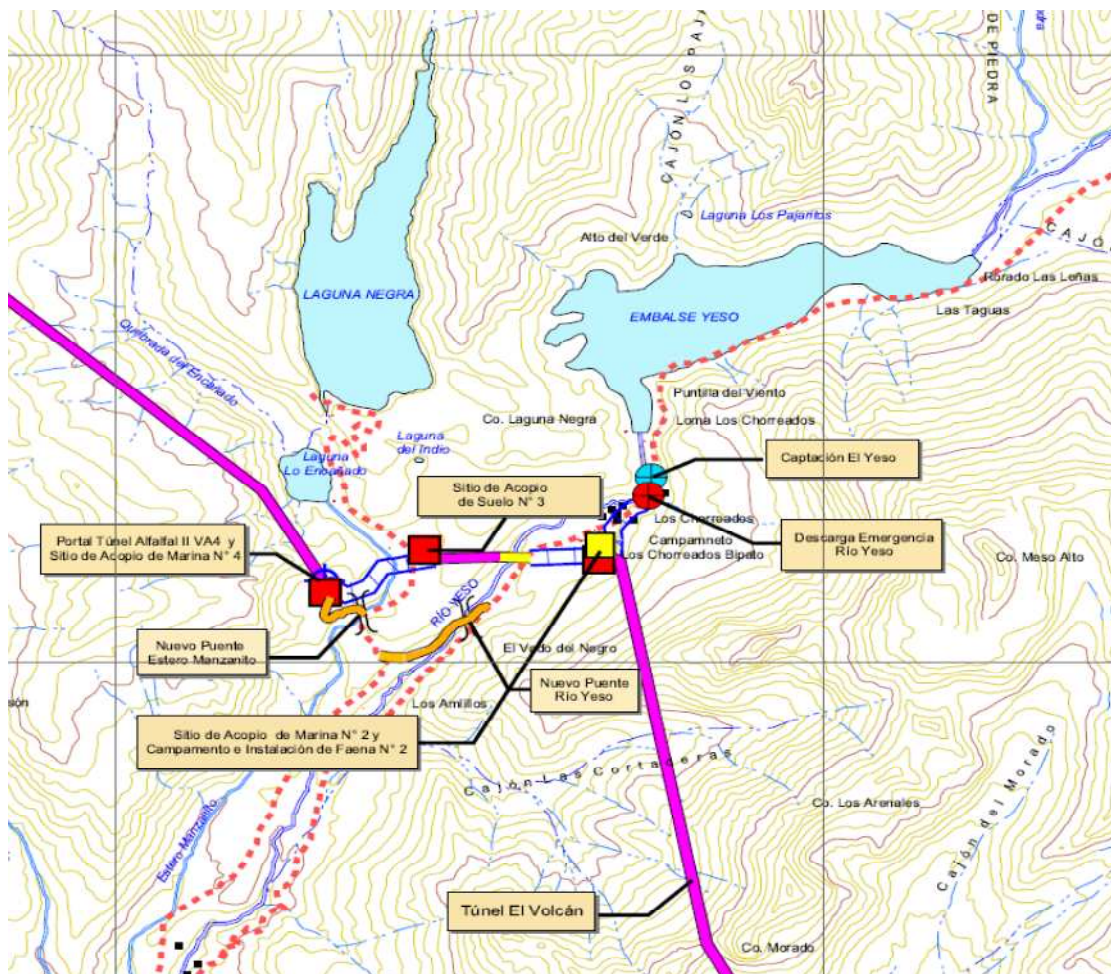 DE PIEDRA
CAJÓN LOS PAJA
Laguna Los Pajaritos
Alto del Verde
CAJÓ
LAGUNA NEGRA
EMBALSE YESO
Rorado Las Leñas
Las Taguas
Quebrada del Encañado
Puntilla del Viento
Co. Laguna Negra
Loma Los Chorreados
Laguna
del Indio
Laguna
Lo Encañado
Captación El Yeso
Sitio de Acopio
de Suelo N° 3
Los Chorreados
Campamneto
Los Chorreados Bipato
Descarga Emergencia
Río Yeso
Co. Meso Alto
Portal Túnel Alfalfal II VA4 y
Sitio de Acopio de Marina N° 4
RÍO YESO
Nuevo Puente
Estero Manzanito
El Vado del Negro
Nuevo Puente
Río Yeso
són
Los Amlillos
Sitio de Acopio de Marina N° 2 y
Campamento e Instalación de Faena N° 2
Cajón Las Cortaderas
Co. Los Arenales
Cajón del Morado
Estero Manzanito
Túnel El Volcán
Co. Morado